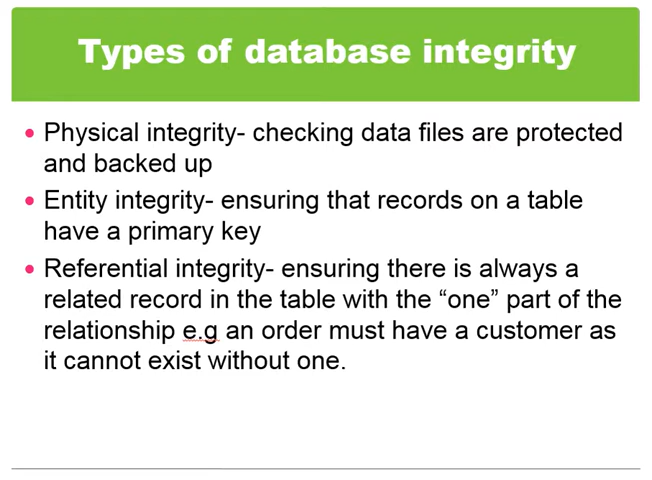 Types of database integrity
Physical integrity- checking data files are protected
and backed up
Entity integrity- ensuring that records on a table
have a primary key
Referential integrity- ensuring there is always a
related record in the table with the “one” part of the
relationship e.g an order must have a customer as
it cannot exist without one.